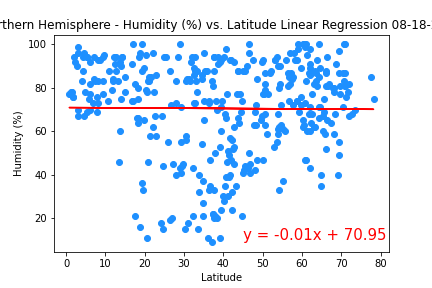 rthern Hemisphere - Humidity (%) vs. Latitude Linear Regression 08-18-
100
80
60
40
20
Humidity (%)
y = -0.01x + 70.95
0 10 20 30 40 50 60 70 80
Latitude